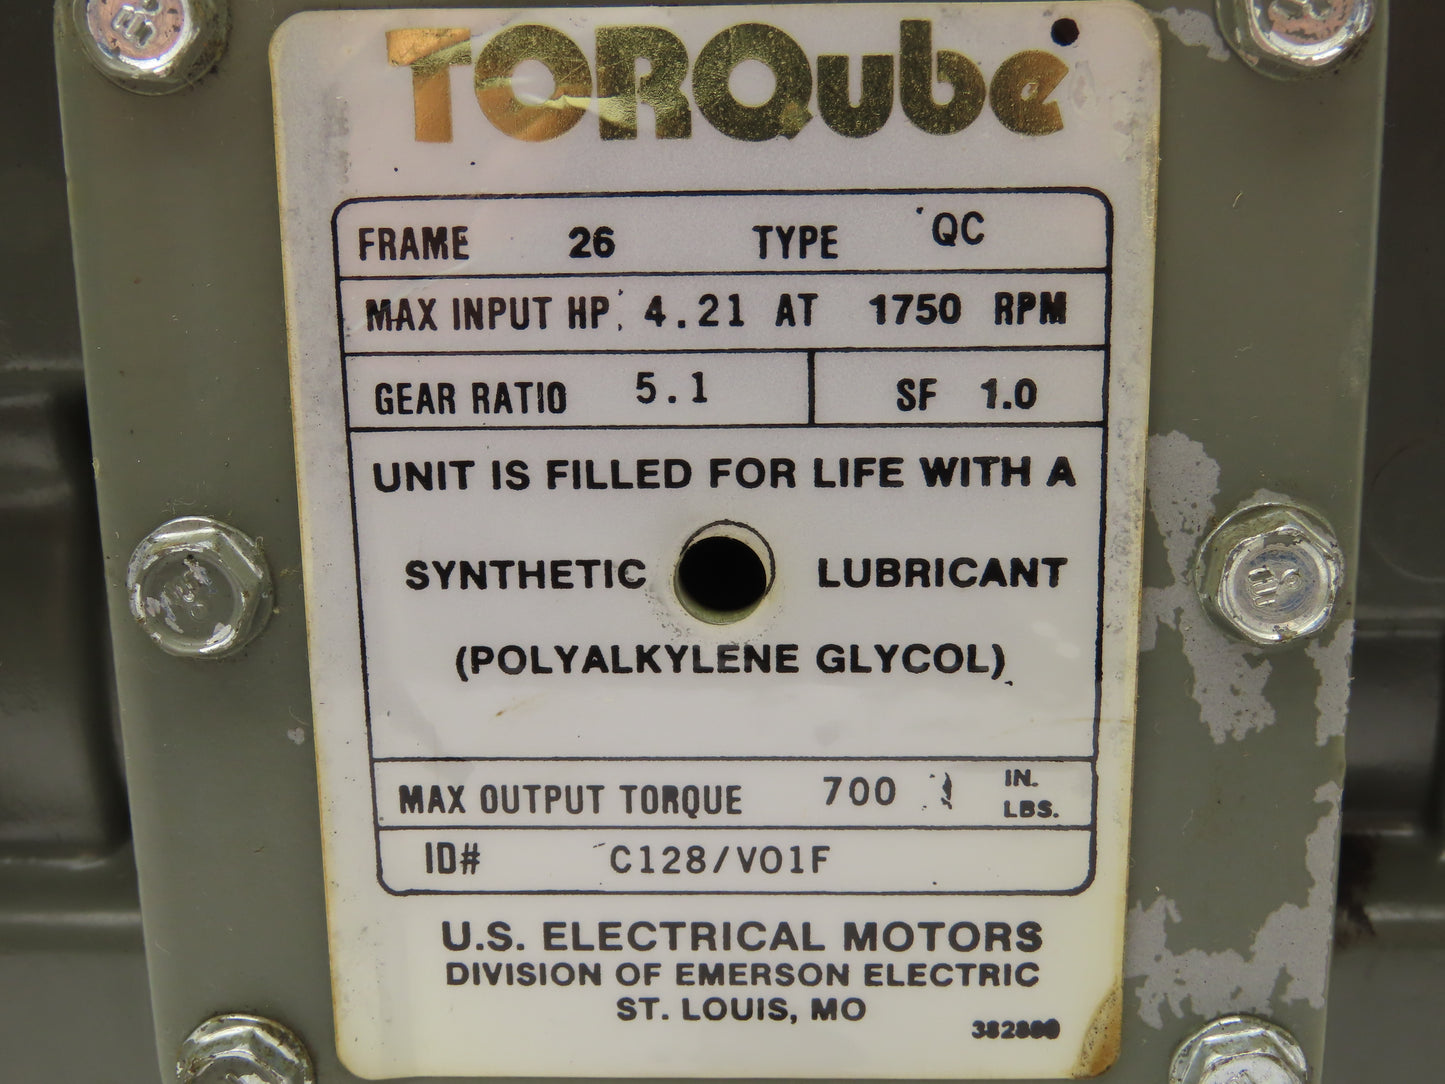 TORQube
FRAME 26 TYPE QC
MAX INPUT HP. 4.21 AT 1750 RPM
GEAR RATIO 5.1 SF 1.0
UNIT IS FILLED FOR LIFE WITH A
SYNTHETIC LUBRICANT
(POLYALKYLENE GLYCOL)
MAX OUTPUT TORQUE 700 IN. LBS.
ID# C128/VO1F
U.S. ELECTRICAL MOTORS
DIVISION OF EMERSON ELECTRIC
ST. LOUIS, MO